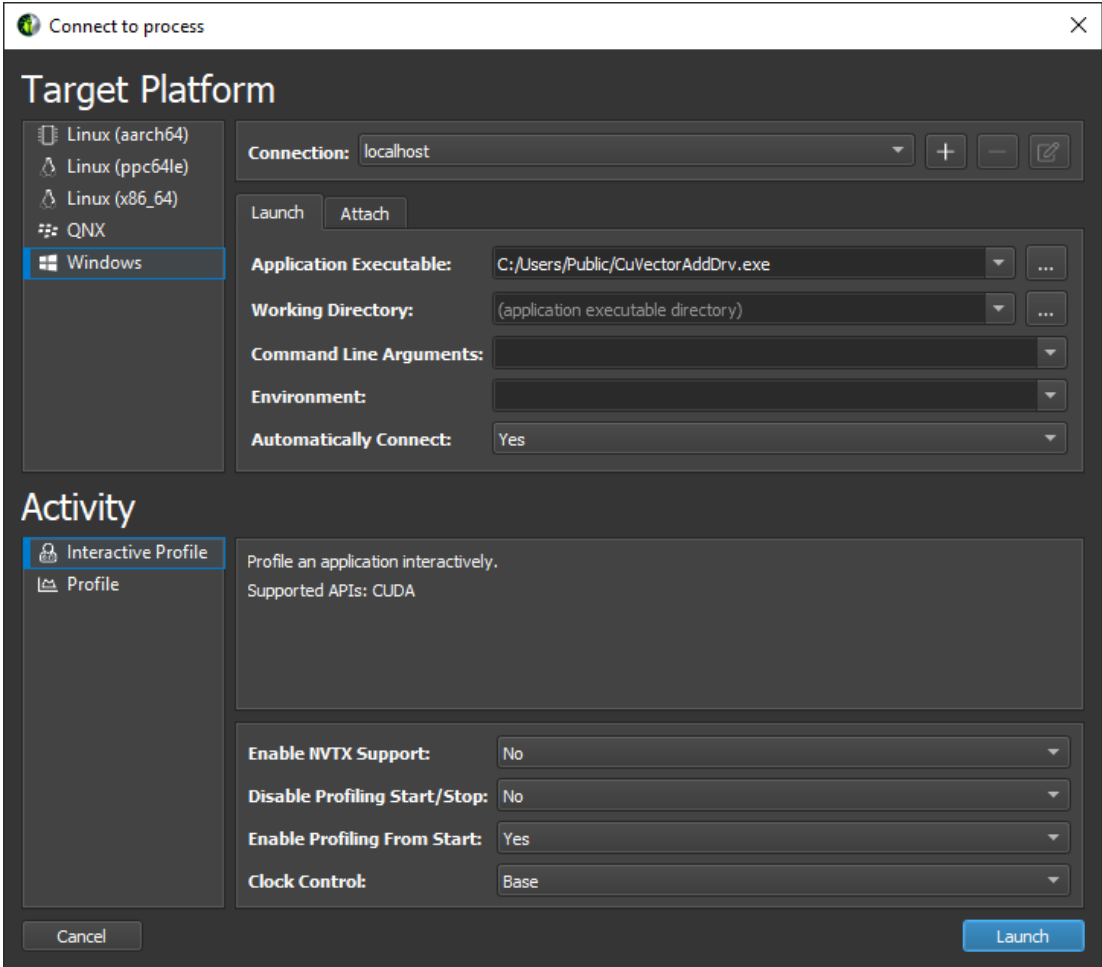 Connect to process
Target Platform
Linux (aarch64)
Linux (ppc64le)
Linux (x86_64)
QNX
Windows
Connection: localhost
Launch Attach
Application Executable: C:/Users/Public/CuVectorAddDrv.exe ...
Working Directory: (application executable directory) ...
Command Line Arguments:
Environment:
Automatically Connect: Yes
Activity
Interactive Profile
Profile
Profile an application interactively.
Supported APIs: CUDA
Enable NVTX Support: No
Disable Profiling Start/Stop: No
Enable Profiling From Start: Yes
Clock Control: Base
Cancel Launch